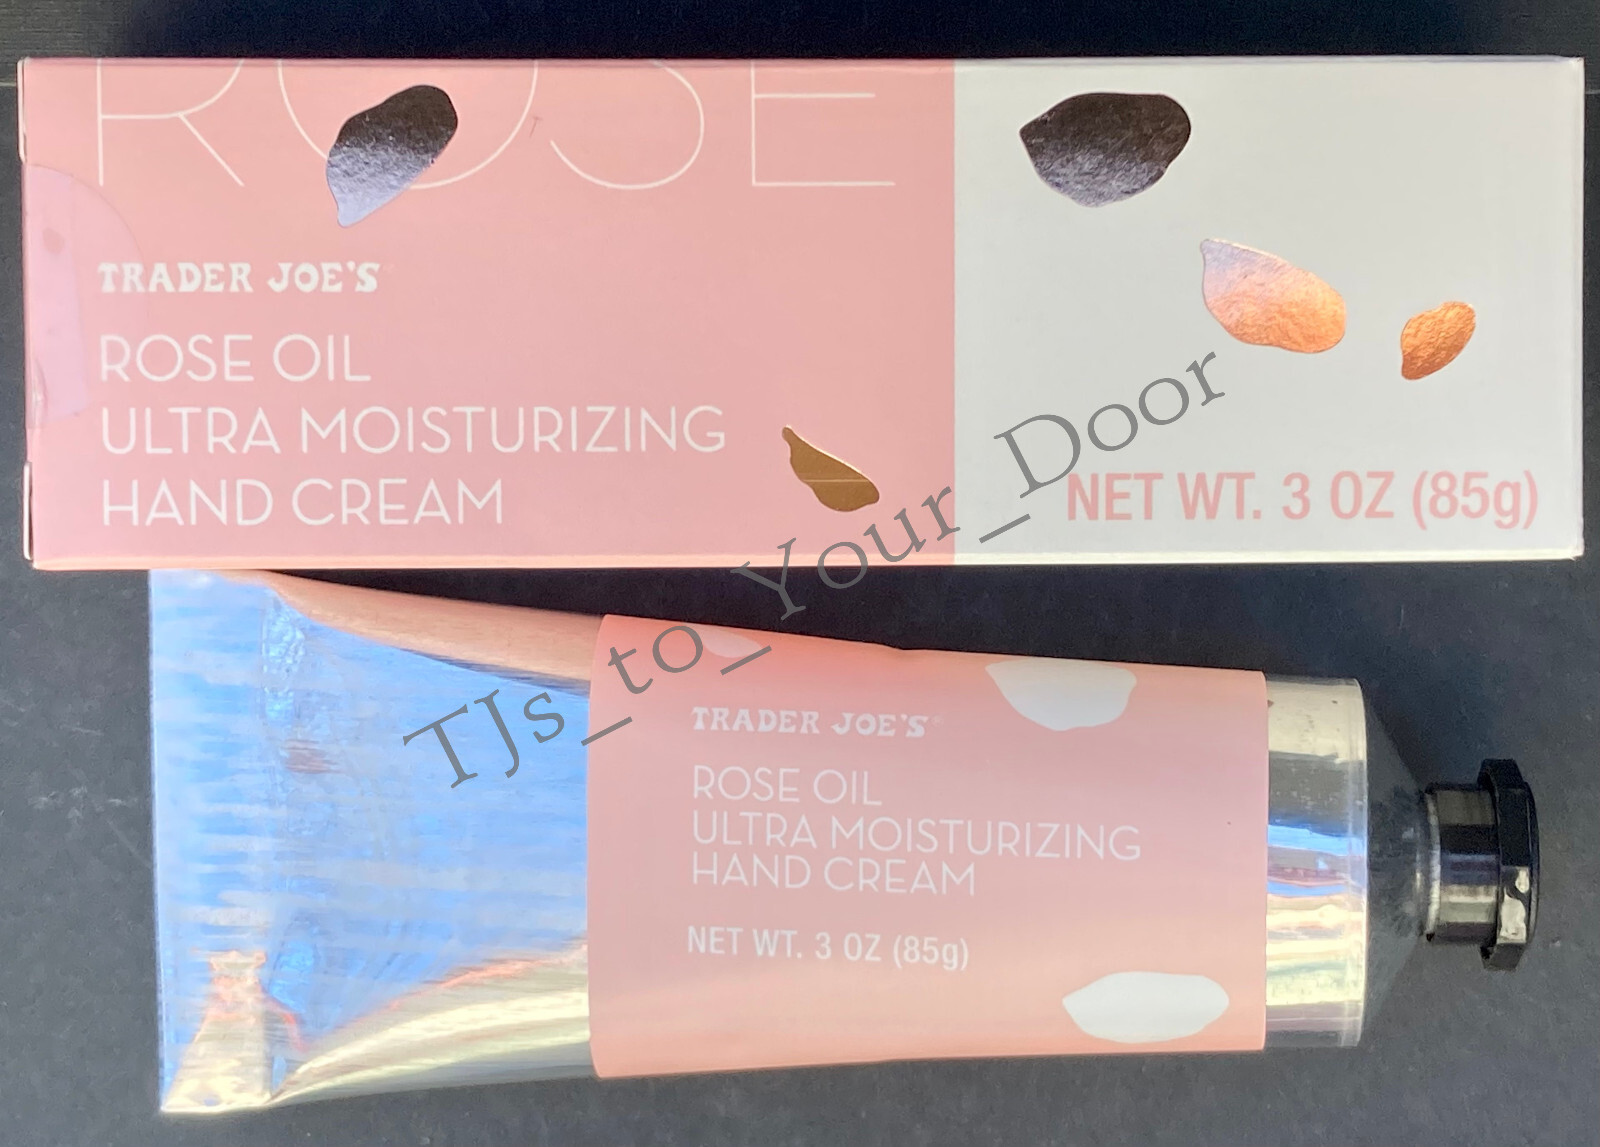 ROSE
TRADER JOE'S
ROSE OIL
ULTRA MOISTURIZING
HAND CREAM
NET WT. 3 OZ (85g)
TJs_to_Your_Door
TRADER JOE'S
ROSE OIL
ULTRA MOISTURIZING
HAND CREAM
NET WT. 3 OZ (85g)